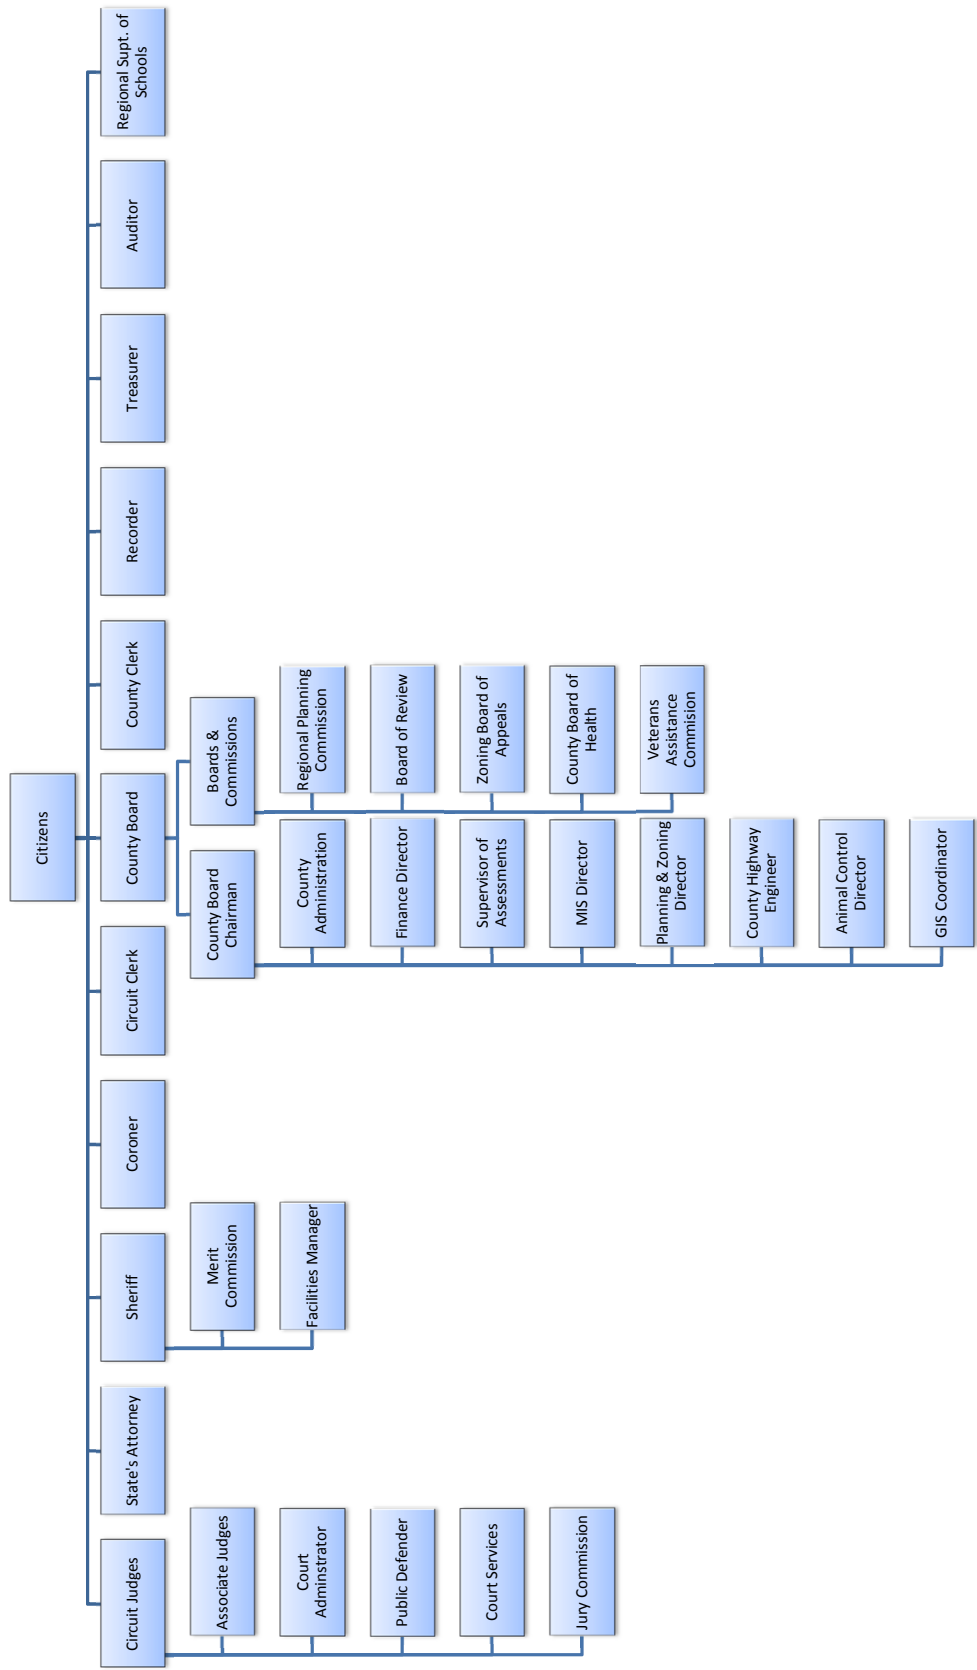 Citizens
Circuit Judges
State's Attorney
Sheriff
Coroner
Circuit Clerk
County Board
County Clerk
Recorder
Treasurer
Auditor
Regional Supt. of
Schools
Associate Judges
Court
Adminstrator
Public Defender
Court Services
Jury Commission
Merit
Commission
Facilities Manager
County Board
Chairman
County
Administration
Finance Director
Supervisor of
Assessments
MIS Director
Planning & Zoning
Director
County Highway
Engineer
Animal Control
Director
GIS Coordinator
Boards &
Commissions
Regional Planning
Commission
Board of Review
Zoning Board of
Appeals
County Board of
Health
Veterans
Assistance
Commision